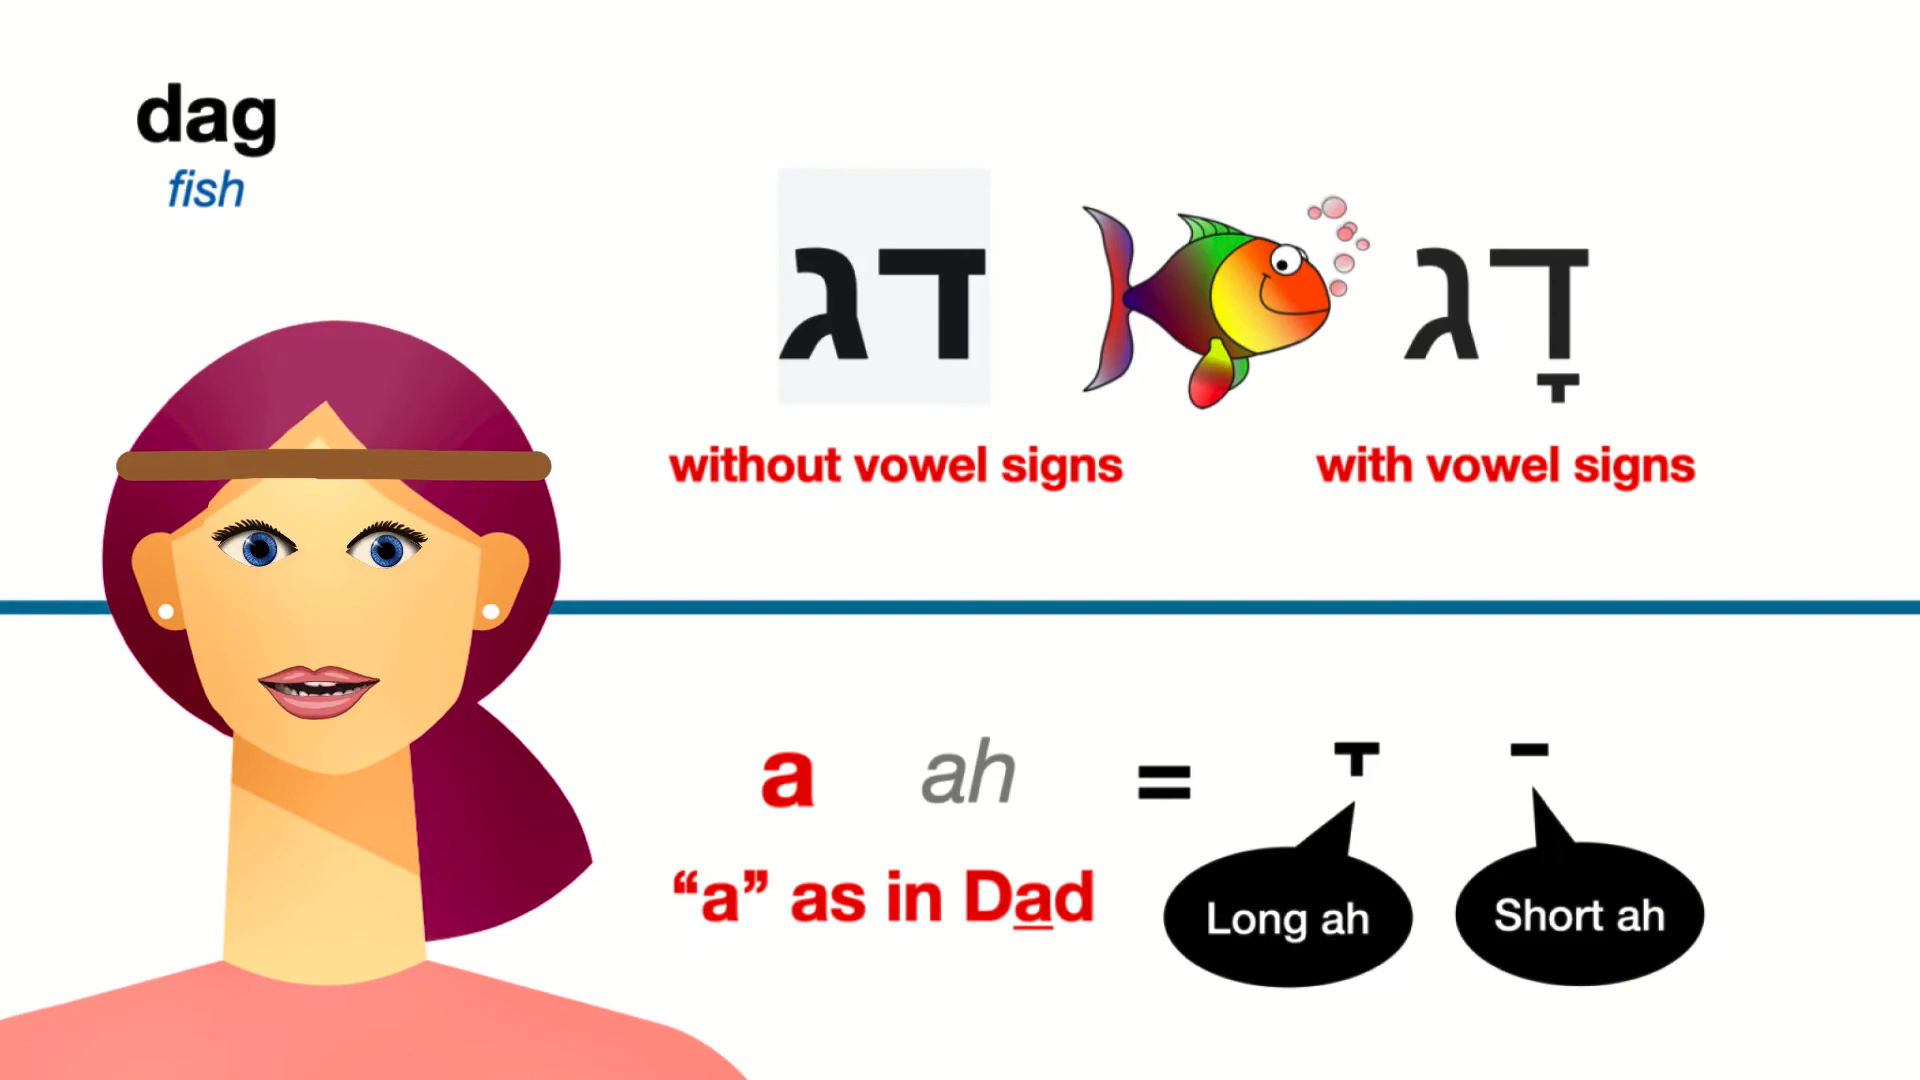 dag
fish
דג
דָג
without vowel signs
with vowel signs
a ah = ָ ַ
“a” as in Dad
Long ah
Short ah